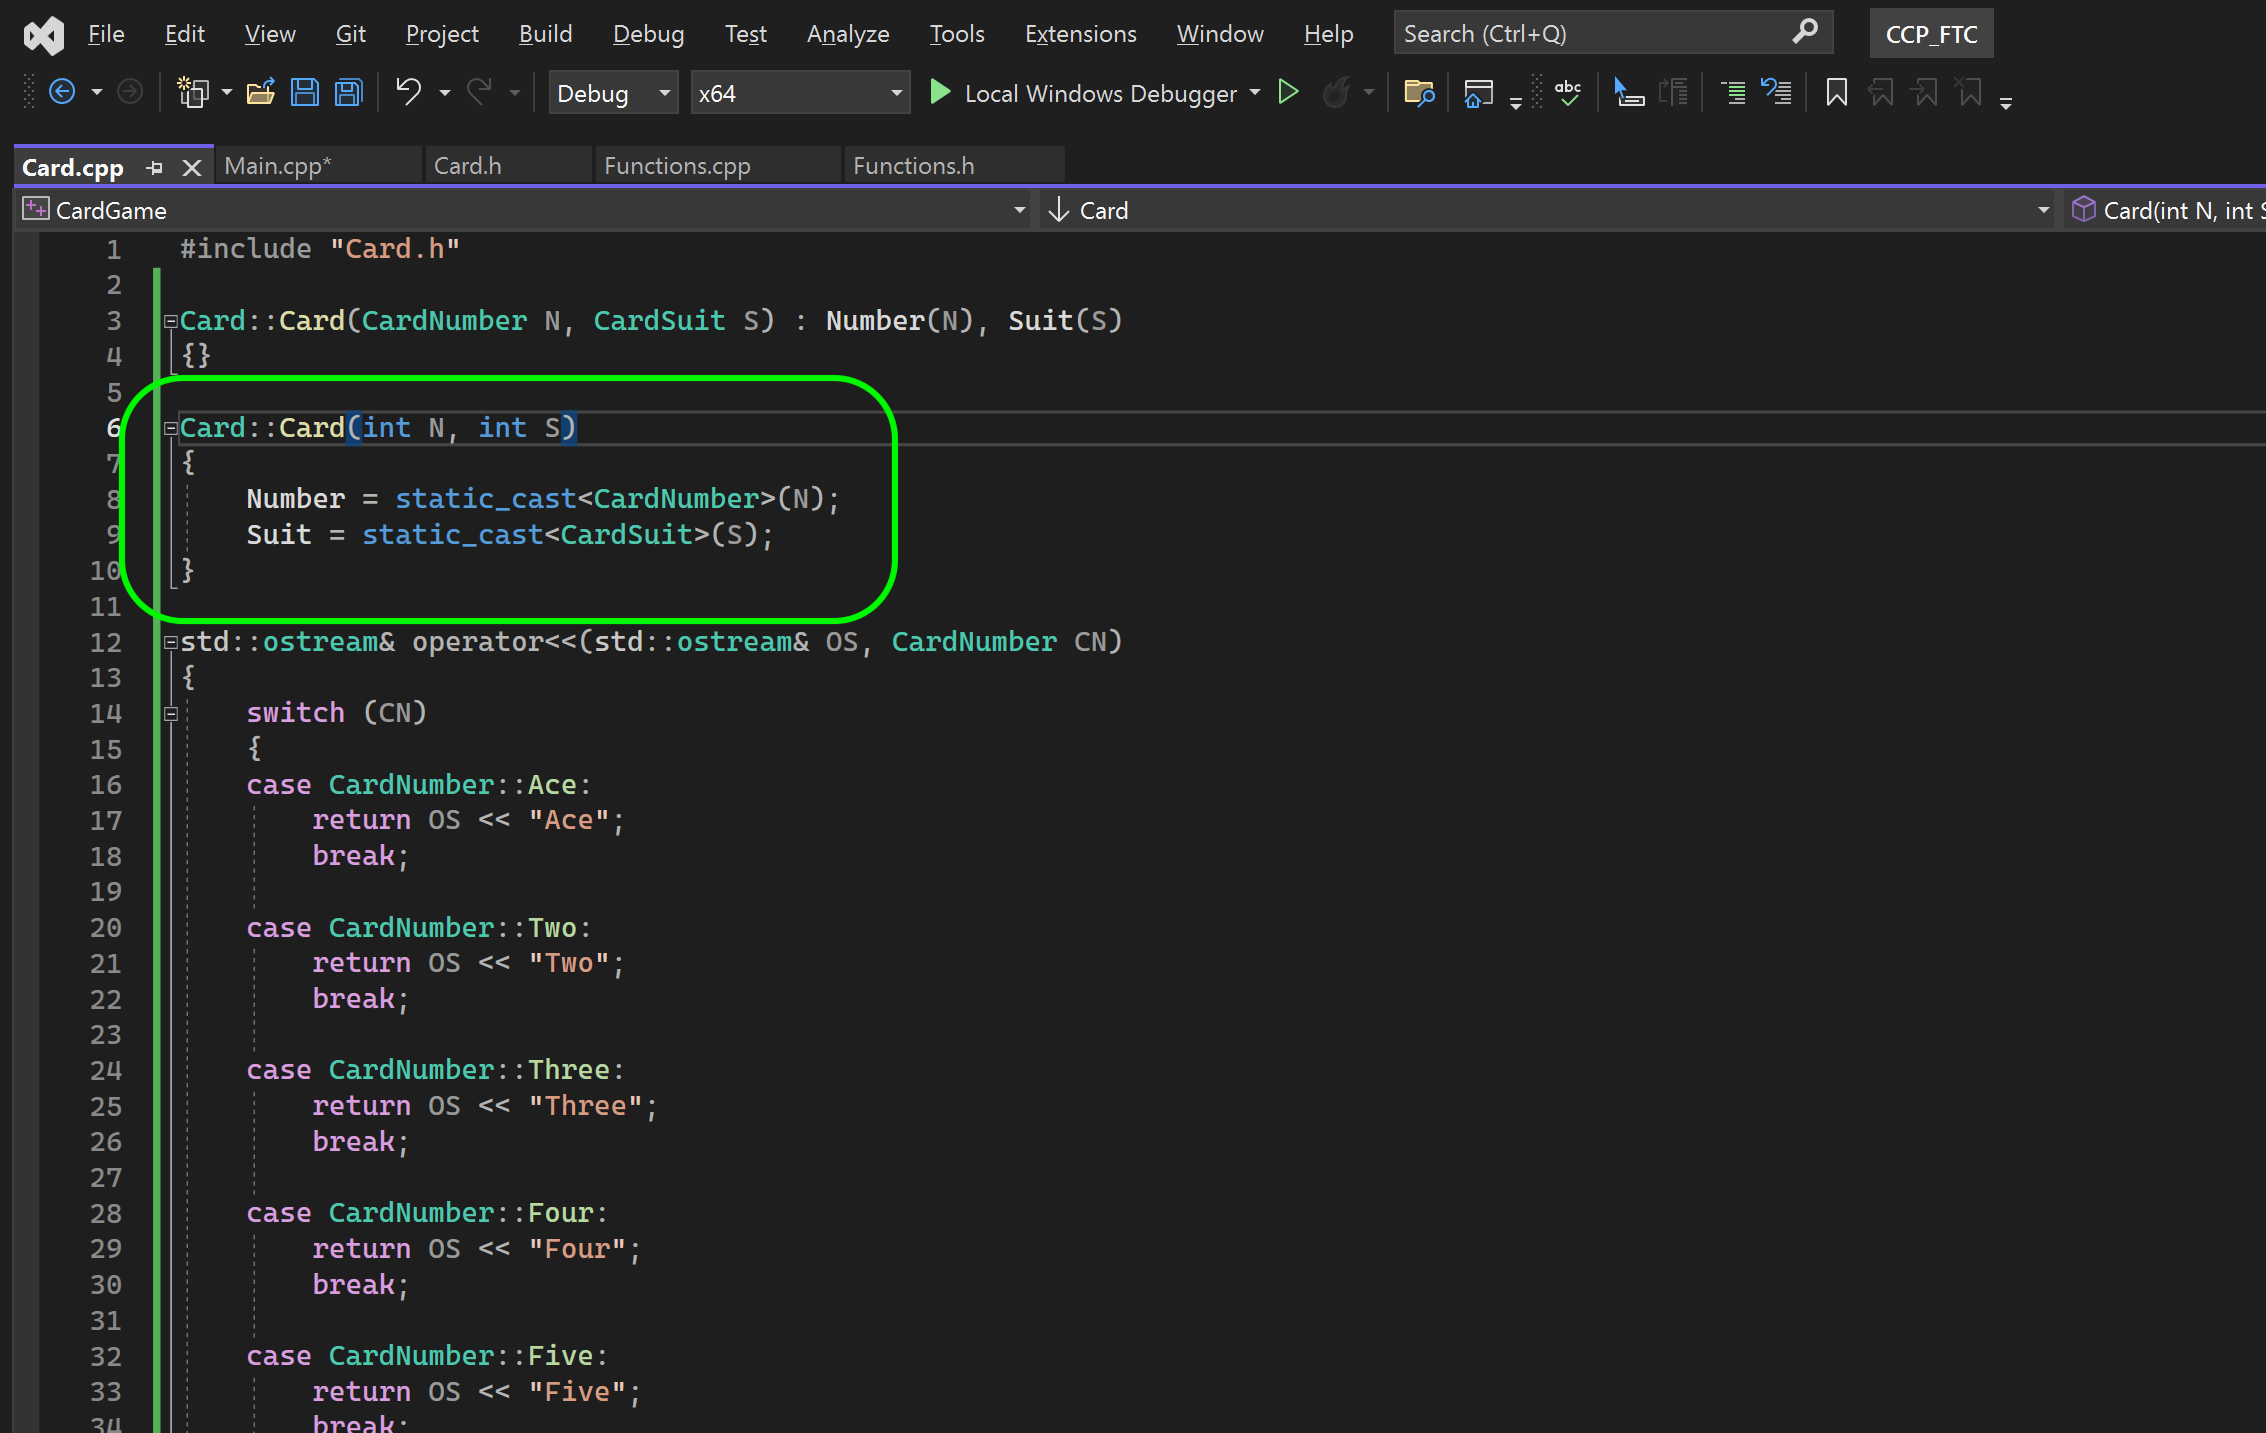 File Edit View Git Project Build Debug Test Analyze Tools Extensions Window Help Search (Ctrl+Q) CCP_FTC
Debug x64 Local Windows Debugger abc
Card.cpp Main.cpp* Card.h Functions.cpp Functions.h
CardGame Card Card(int N, int S
1 #include "Card.h"
2
3 Card::Card(CardNumber N, CardSuit S) : Number(N), Suit(S)
4 {}
5
6 Card::Card(int N, int S)
7 {
8 Number = static_cast<CardNumber>(N);
9 Suit = static_cast<CardSuit>(S);
10 }
11
12 std::ostream& operator<<(std::ostream& OS, CardNumber CN)
13 {
14 switch (CN)
15 {
16 case CardNumber::Ace:
17 return OS << "Ace";
18 break;
19
20 case CardNumber::Two:
21 return OS << "Two";
22 break;
23
24 case CardNumber::Three:
25 return OS << "Three";
26 break;
27
28 case CardNumber::Four:
29 return OS << "Four";
30 break;
31
32 case CardNumber::Five:
33 return OS << "Five";
34 break;